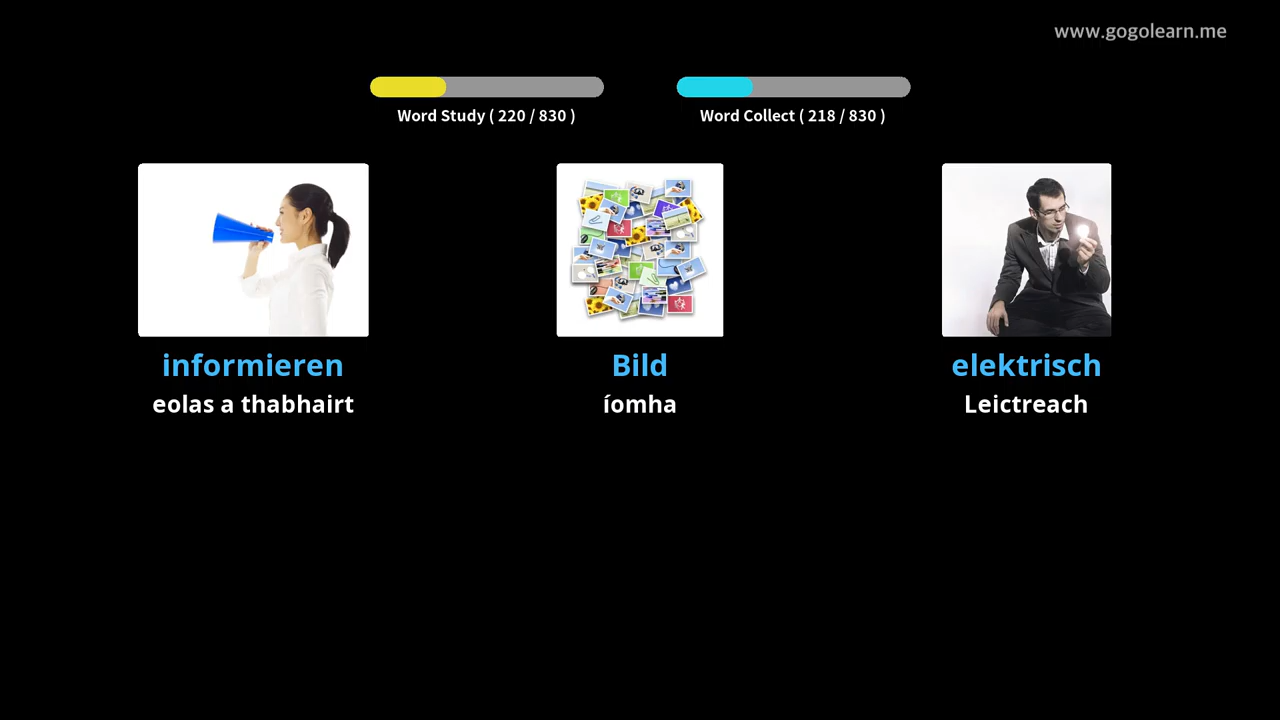 www.gogolearn.me
Word Study ( 220 / 830 )
Word Collect ( 218 / 830 )
informieren
eolas a thabhairt
Bild
íomha
elektrisch
Leictreach